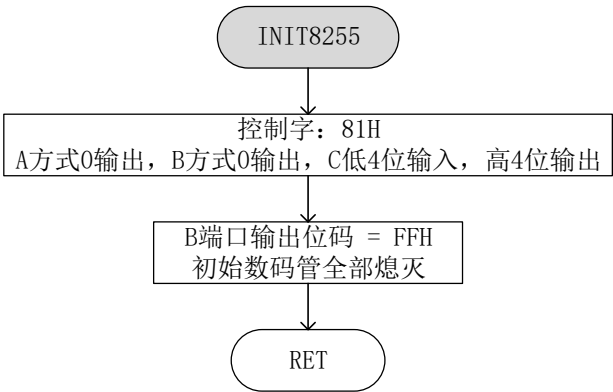 INIT8255
控制字: 81H
A方式0输出，B方式0输出，C低4位输入，高4位输出
B端口输出位码 = FFH
初始数码管全部熄灭
RET